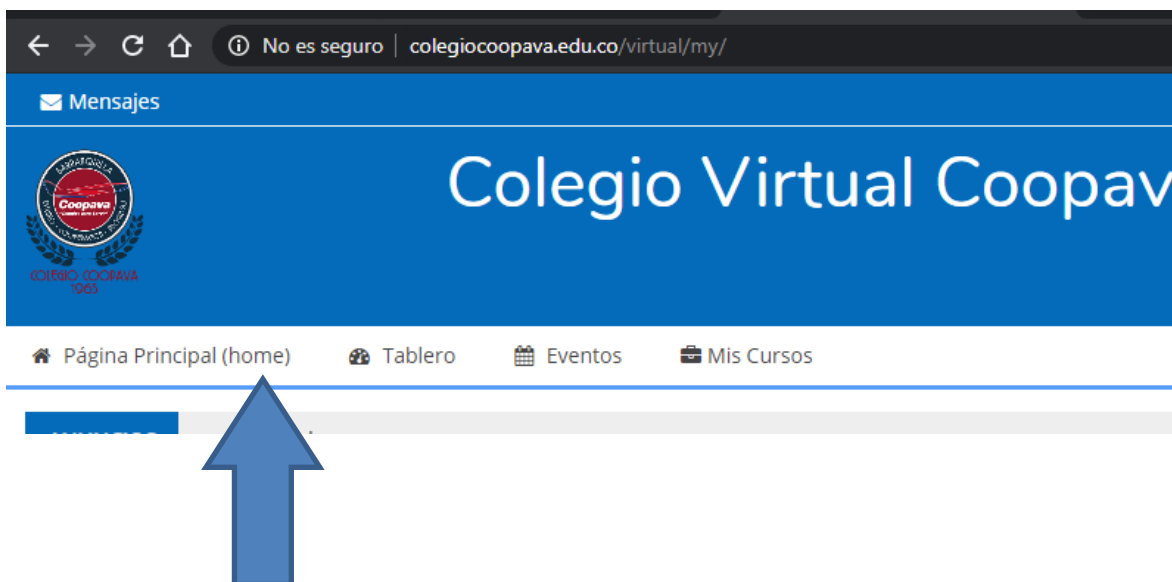 No es seguro | colegiocoopava.edu.co/virtual/my/
Mensajes
Coopava
COLEGIO COOPAVA
1965
Colegio Virtual Coopav
Página Principal (home) Tablero Eventos Mis Cursos